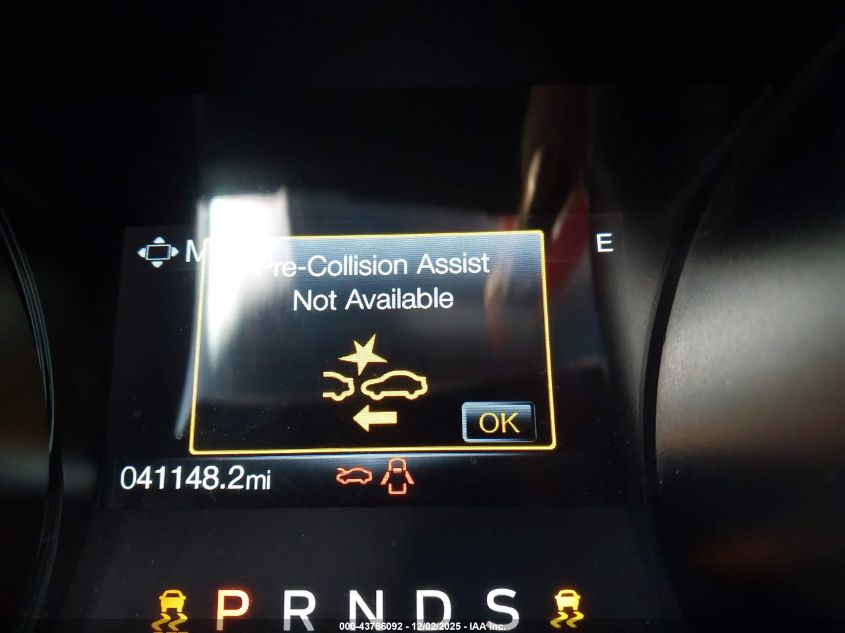 E
Pre-Collision Assist
Not Available
OK
041148.2mi
P R N D S
000-43786092 - 12/02/2025 - IAA Inc.